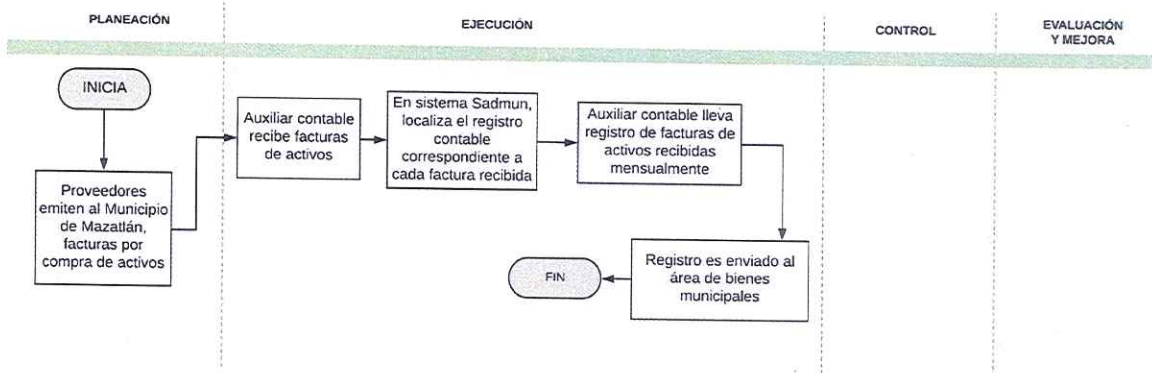 PLANEACIÓN
EJECUCIÓN
CONTROL
EVALUACIÓN
Y MEJORA
INICIA
Proveedores
emiten al Municipio
de Mazatlán,
facturas por
compra de activos
Auxiliar contable
recibe facturas
de activos
En sistema Sadmun,
localiza el registro
contable
correspondiente a
cada factura recibida
Auxiliar contable lleva
registro de facturas de
activos recibidas
mensualmente
Registro es enviado al
área de bienes
municipales
FIN